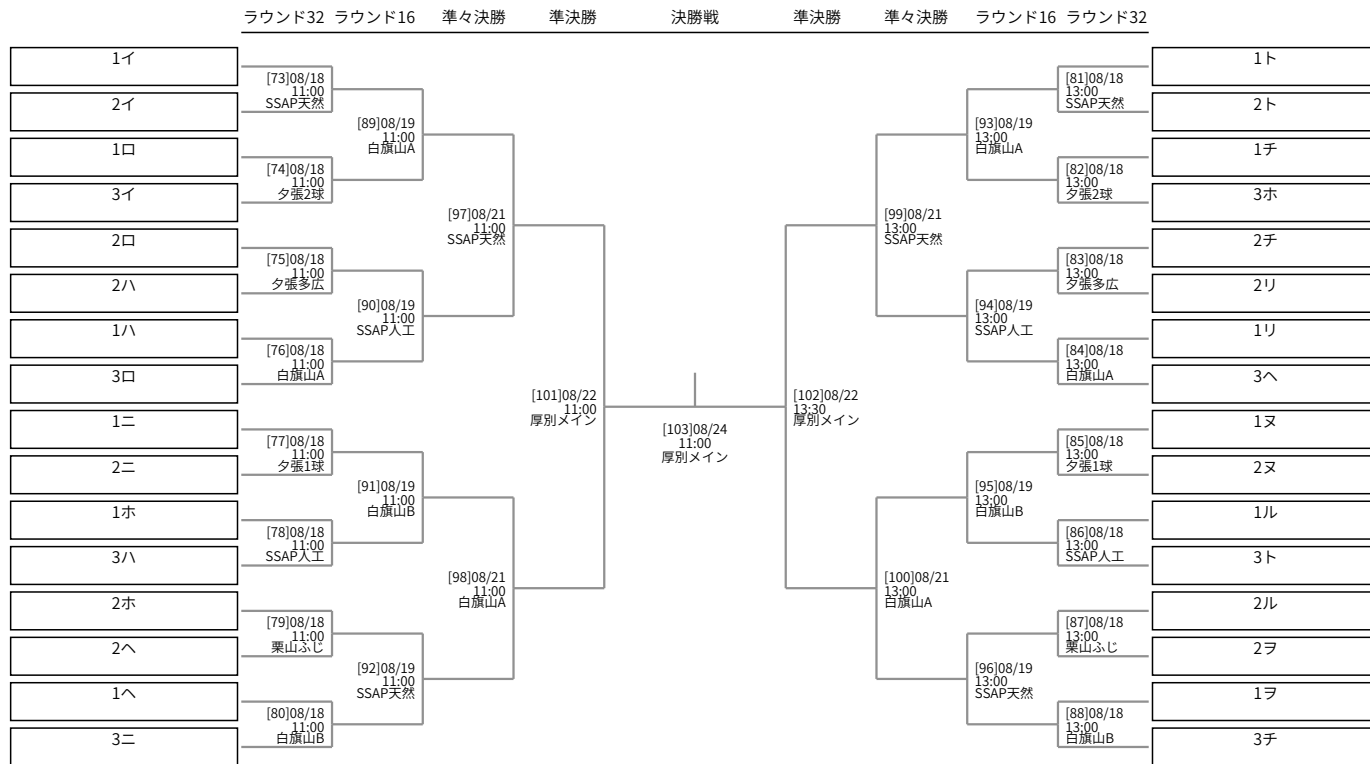 ラウンド32 ラウンド16 準々決勝 準決勝 決勝戦 準決勝 準々決勝 ラウンド16 ラウンド32
1イ
2イ
1ロ
3イ
2ロ
2ハ
1ハ
3ロ
1ニ
2ニ
1ホ
3ハ
2ホ
2ヘ
1ヘ
3ニ
[73]08/18
11:00
SSAP天然
[74]08/18
11:00
夕張2球
[75]08/18
11:00
夕張多広
[76]08/18
11:00
白旗山A
[77]08/18
11:00
夕張1球
[78]08/18
11:00
SSAP人工
[79]08/18
11:00
栗山ふじ
[80]08/18
11:00
白旗山B
[89]08/19
11:00
白旗山A
[90]08/19
11:00
SSAP人工
[91]08/19
11:00
白旗山B
[92]08/19
11:00
SSAP天然
[97]08/21
11:00
SSAP天然
[98]08/21
11:00
白旗山A
[101]08/22
11:00
厚別メイン
[103]08/24
11:00
厚別メイン
[102]08/22
13:30
厚別メイン
[99]08/21
13:00
SSAP天然
[100]08/21
13:00
白旗山A
[93]08/19
13:00
白旗山A
[94]08/19
13:00
SSAP人工
[95]08/19
13:00
白旗山B
[96]08/19
13:00
SSAP天然
[81]08/18
13:00
SSAP天然
[82]08/18
13:00
夕張2球
[83]08/18
13:00
夕張多広
[84]08/18
13:00
白旗山A
[85]08/18
13:00
夕張1球
[86]08/18
13:00
SSAP人工
[87]08/18
13:00
栗山ふじ
[88]08/18
13:00
白旗山B
1ト
2ト
1チ
3ホ
2チ
2リ
1リ
3ヘ
1ヌ
2ヌ
1ル
3ト
2ル
2ヲ
1ヲ
3チ